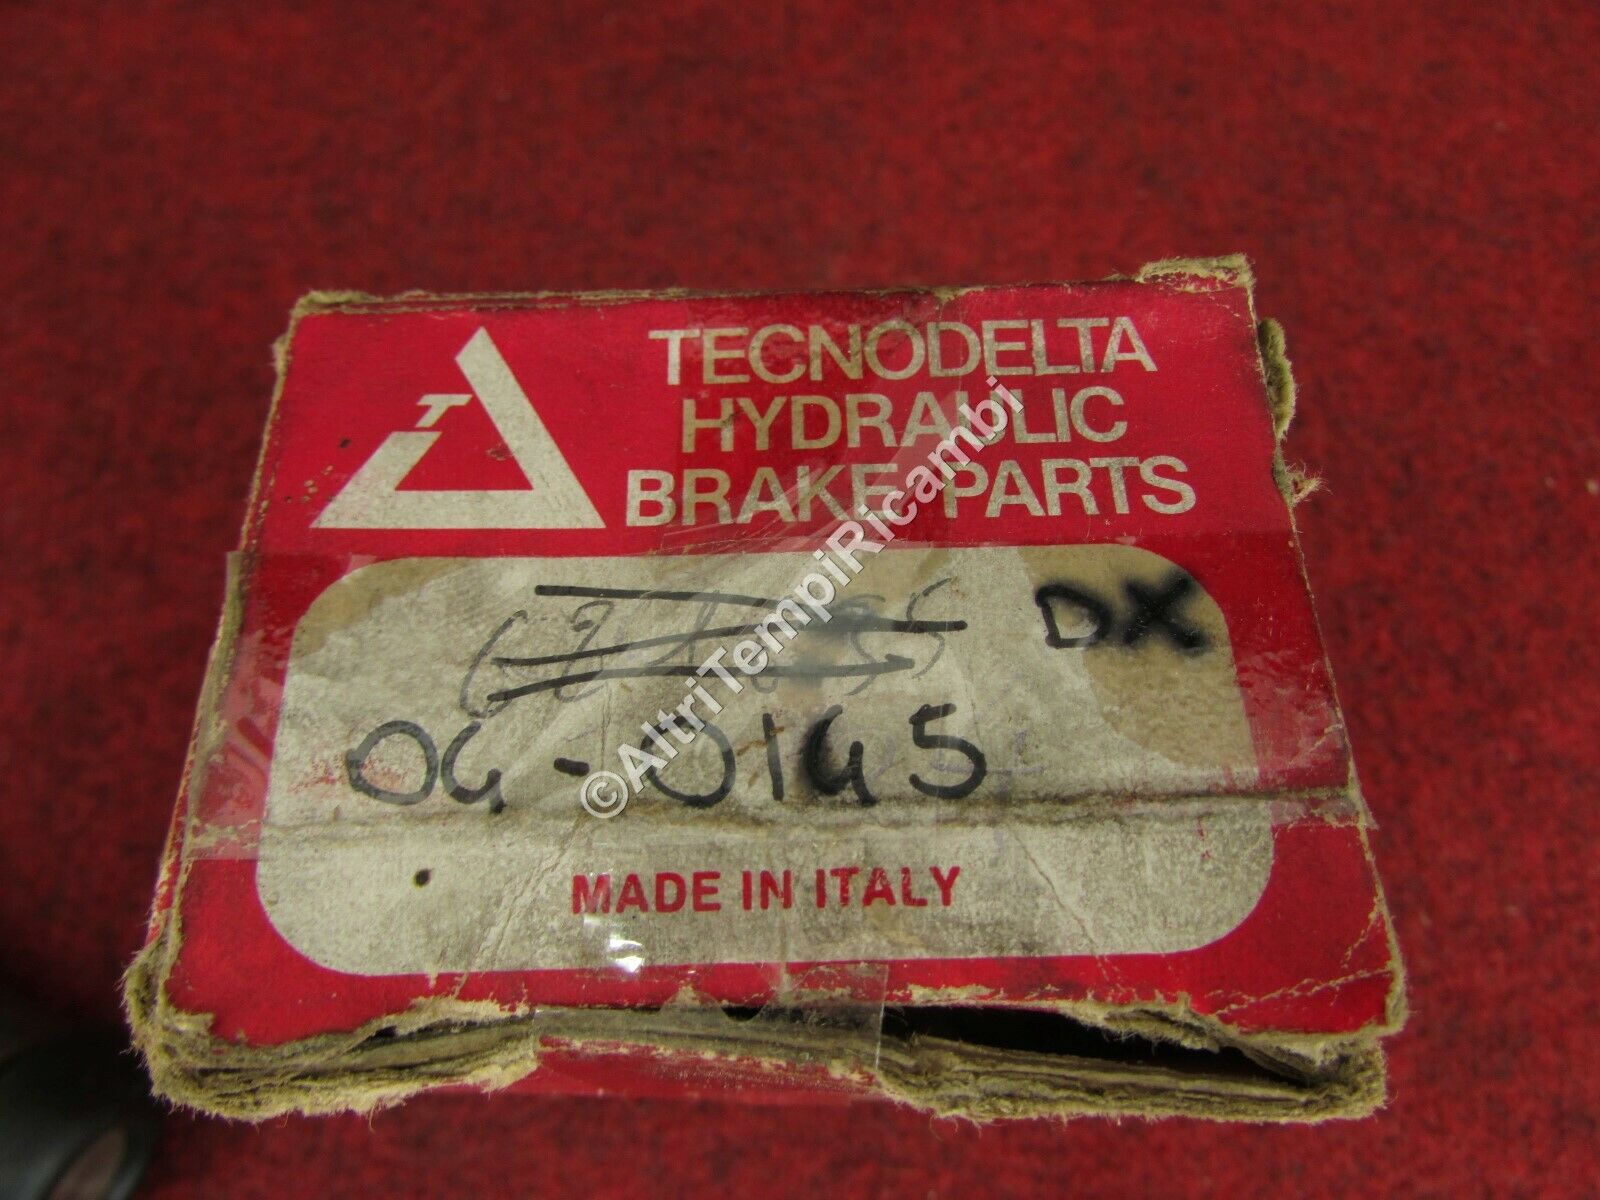 TECNODELTA
HYDRAULIC
BRAKE PARTS
DX
04-0145
MADE IN ITALY
©AltriTempiRicambi